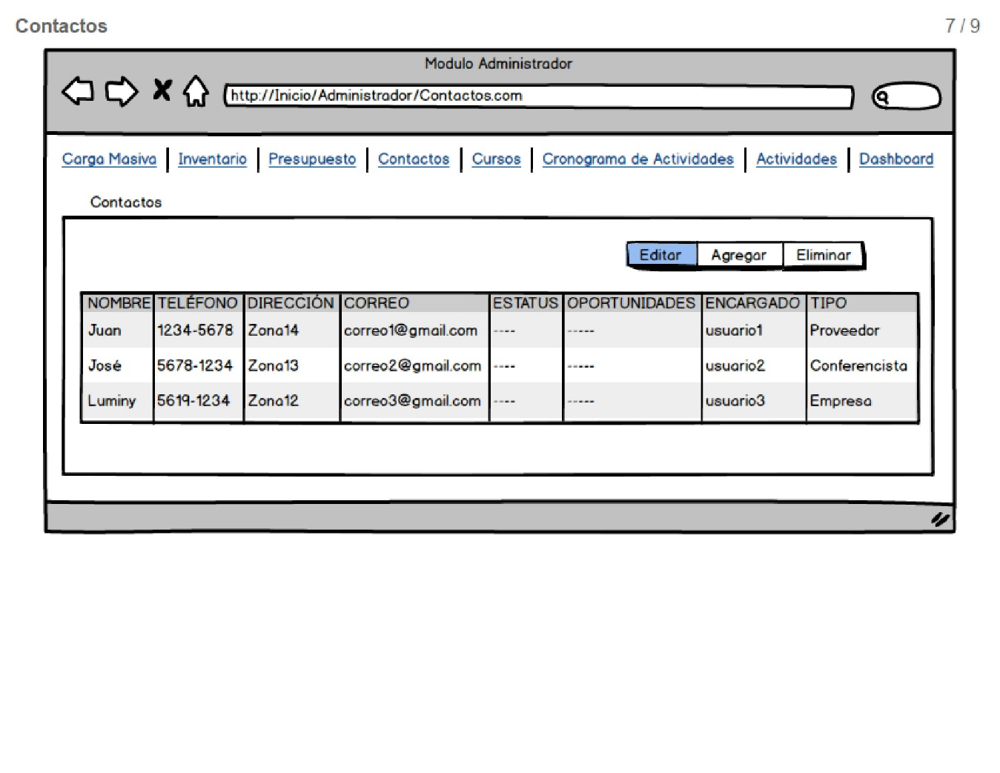 Contactos 7 / 9
Modulo Administrador
http://Inicio/Administrador/Contactos.com
Carga Masiva Inventario Presupuesto Contactos Cursos Cronograma de Actividades Actividades Dashboard
Contactos
Editar Agregar Eliminar
NOMBRE TELÉFONO DIRECCIÓN CORREO ESTATUS OPORTUNIDADES ENCARGADO TIPO
Juan 1234-5678 Zona14 correo1@gmail.com ---- ----- usuario1 Proveedor
José 5678-1234 Zona13 correo2@gmail.com ---- ----- usuario2 Conferencista
Luminy 5619-1234 Zona12 correo3@gmail.com ---- ----- usuario3 Empresa